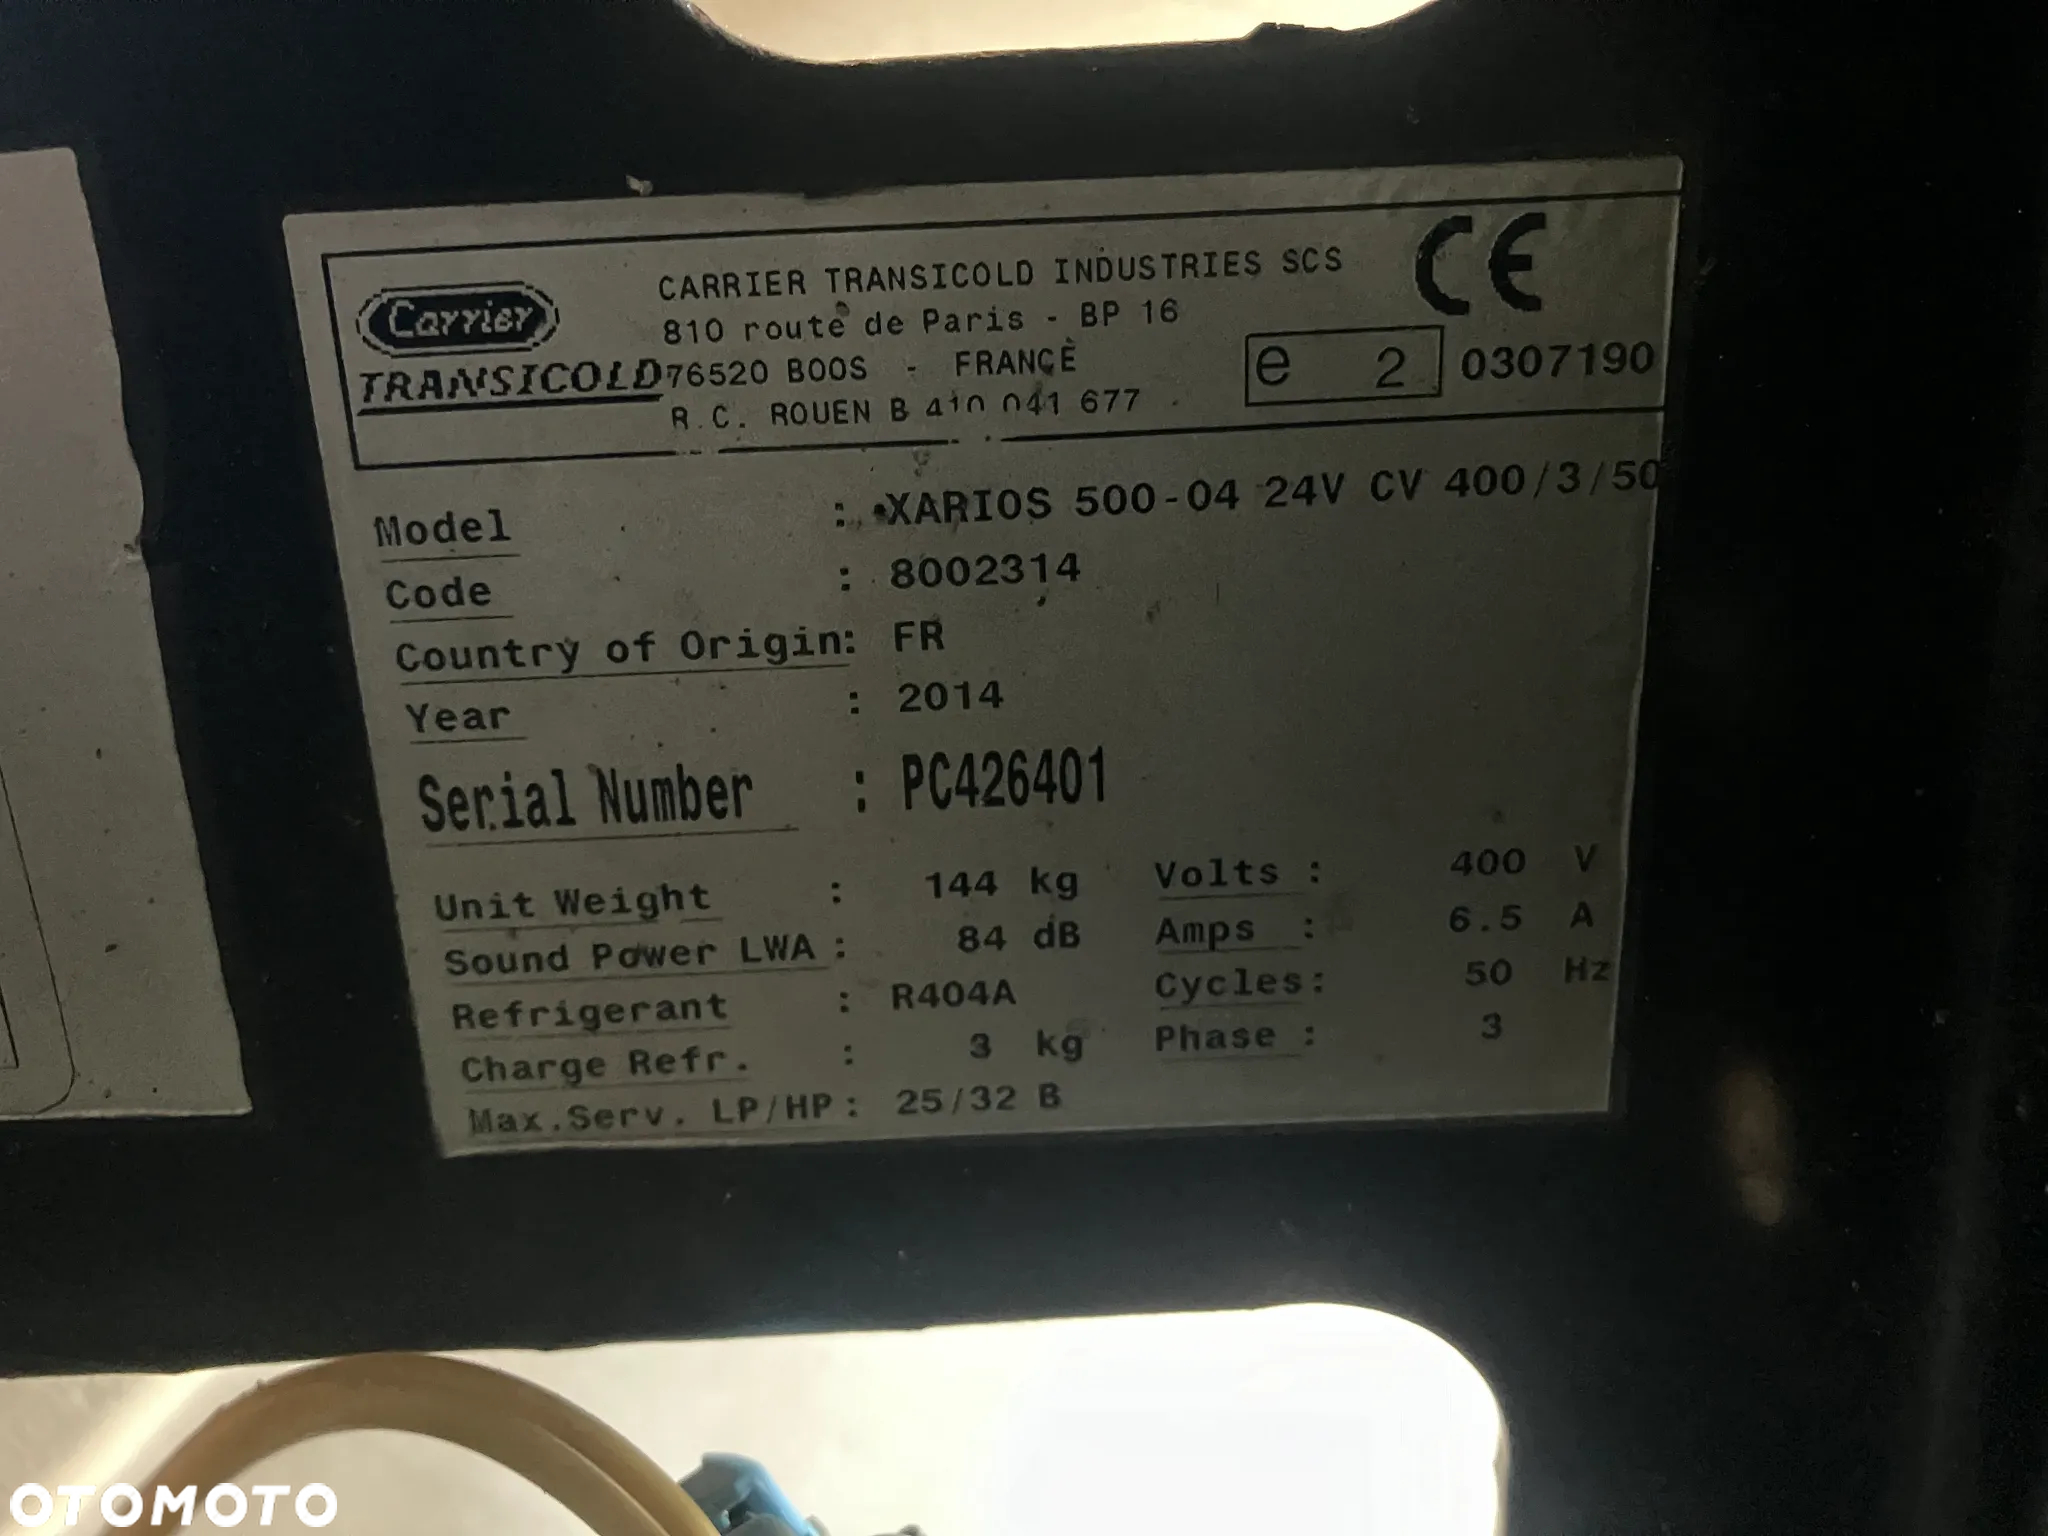 Carrier
TRANSICOLD
CARRIER TRANSICOLD INDUSTRIES SCS
810 route de Paris - BP 16
76520 BOOS - FRANCE
R.C. ROUEN B 410 041 677
CE
e 2 0307190
Model : XARIOS 500-04 24V CV 400/3/50
Code : 8002314
Country of Origin: FR
Year : 2014
Serial Number : PC426401
Unit Weight : 144 kg Volts : 400 V
Sound Power LWA : 84 dB Amps : 6.5 A
Refrigerant : R404A Cycles: 50 Hz
Charge Refr. : 3 kg Phase : 3
Max.Serv. LP/HP: 25/32 B
OTOMOTO